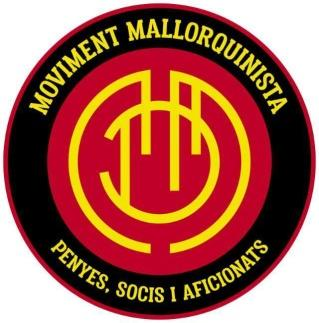 MOVIMENT MALLORQUINISTA
PENYES, SOCIS I AFICIONATS